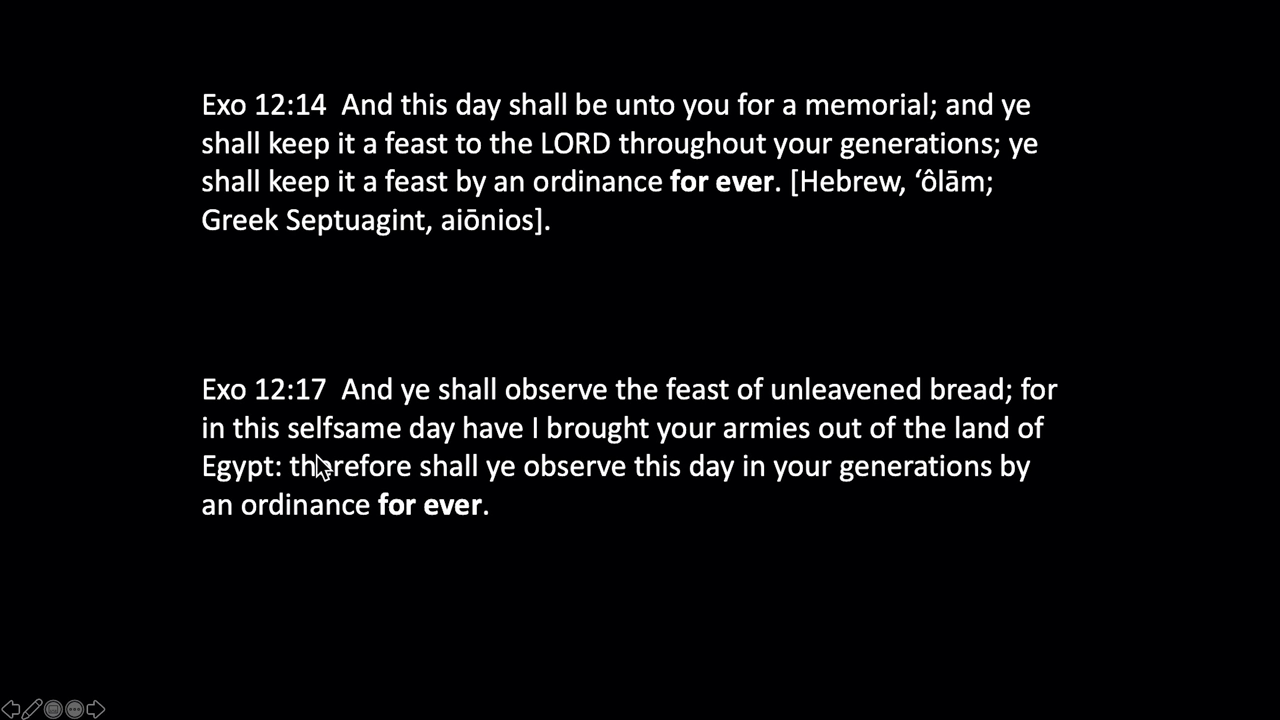 Exo 12:14  And this day shall be unto you for a memorial; and ye
shall keep it a feast to the LORD throughout your generations; ye
shall keep it a feast by an ordinance for ever. [Hebrew, ‘ôlām;
Greek Septuagint, aiōnios].
Exo 12:17  And ye shall observe the feast of unleavened bread; for
in this selfsame day have I brought your armies out of the land of
Egypt: therefore shall ye observe this day in your generations by
an ordinance for ever.